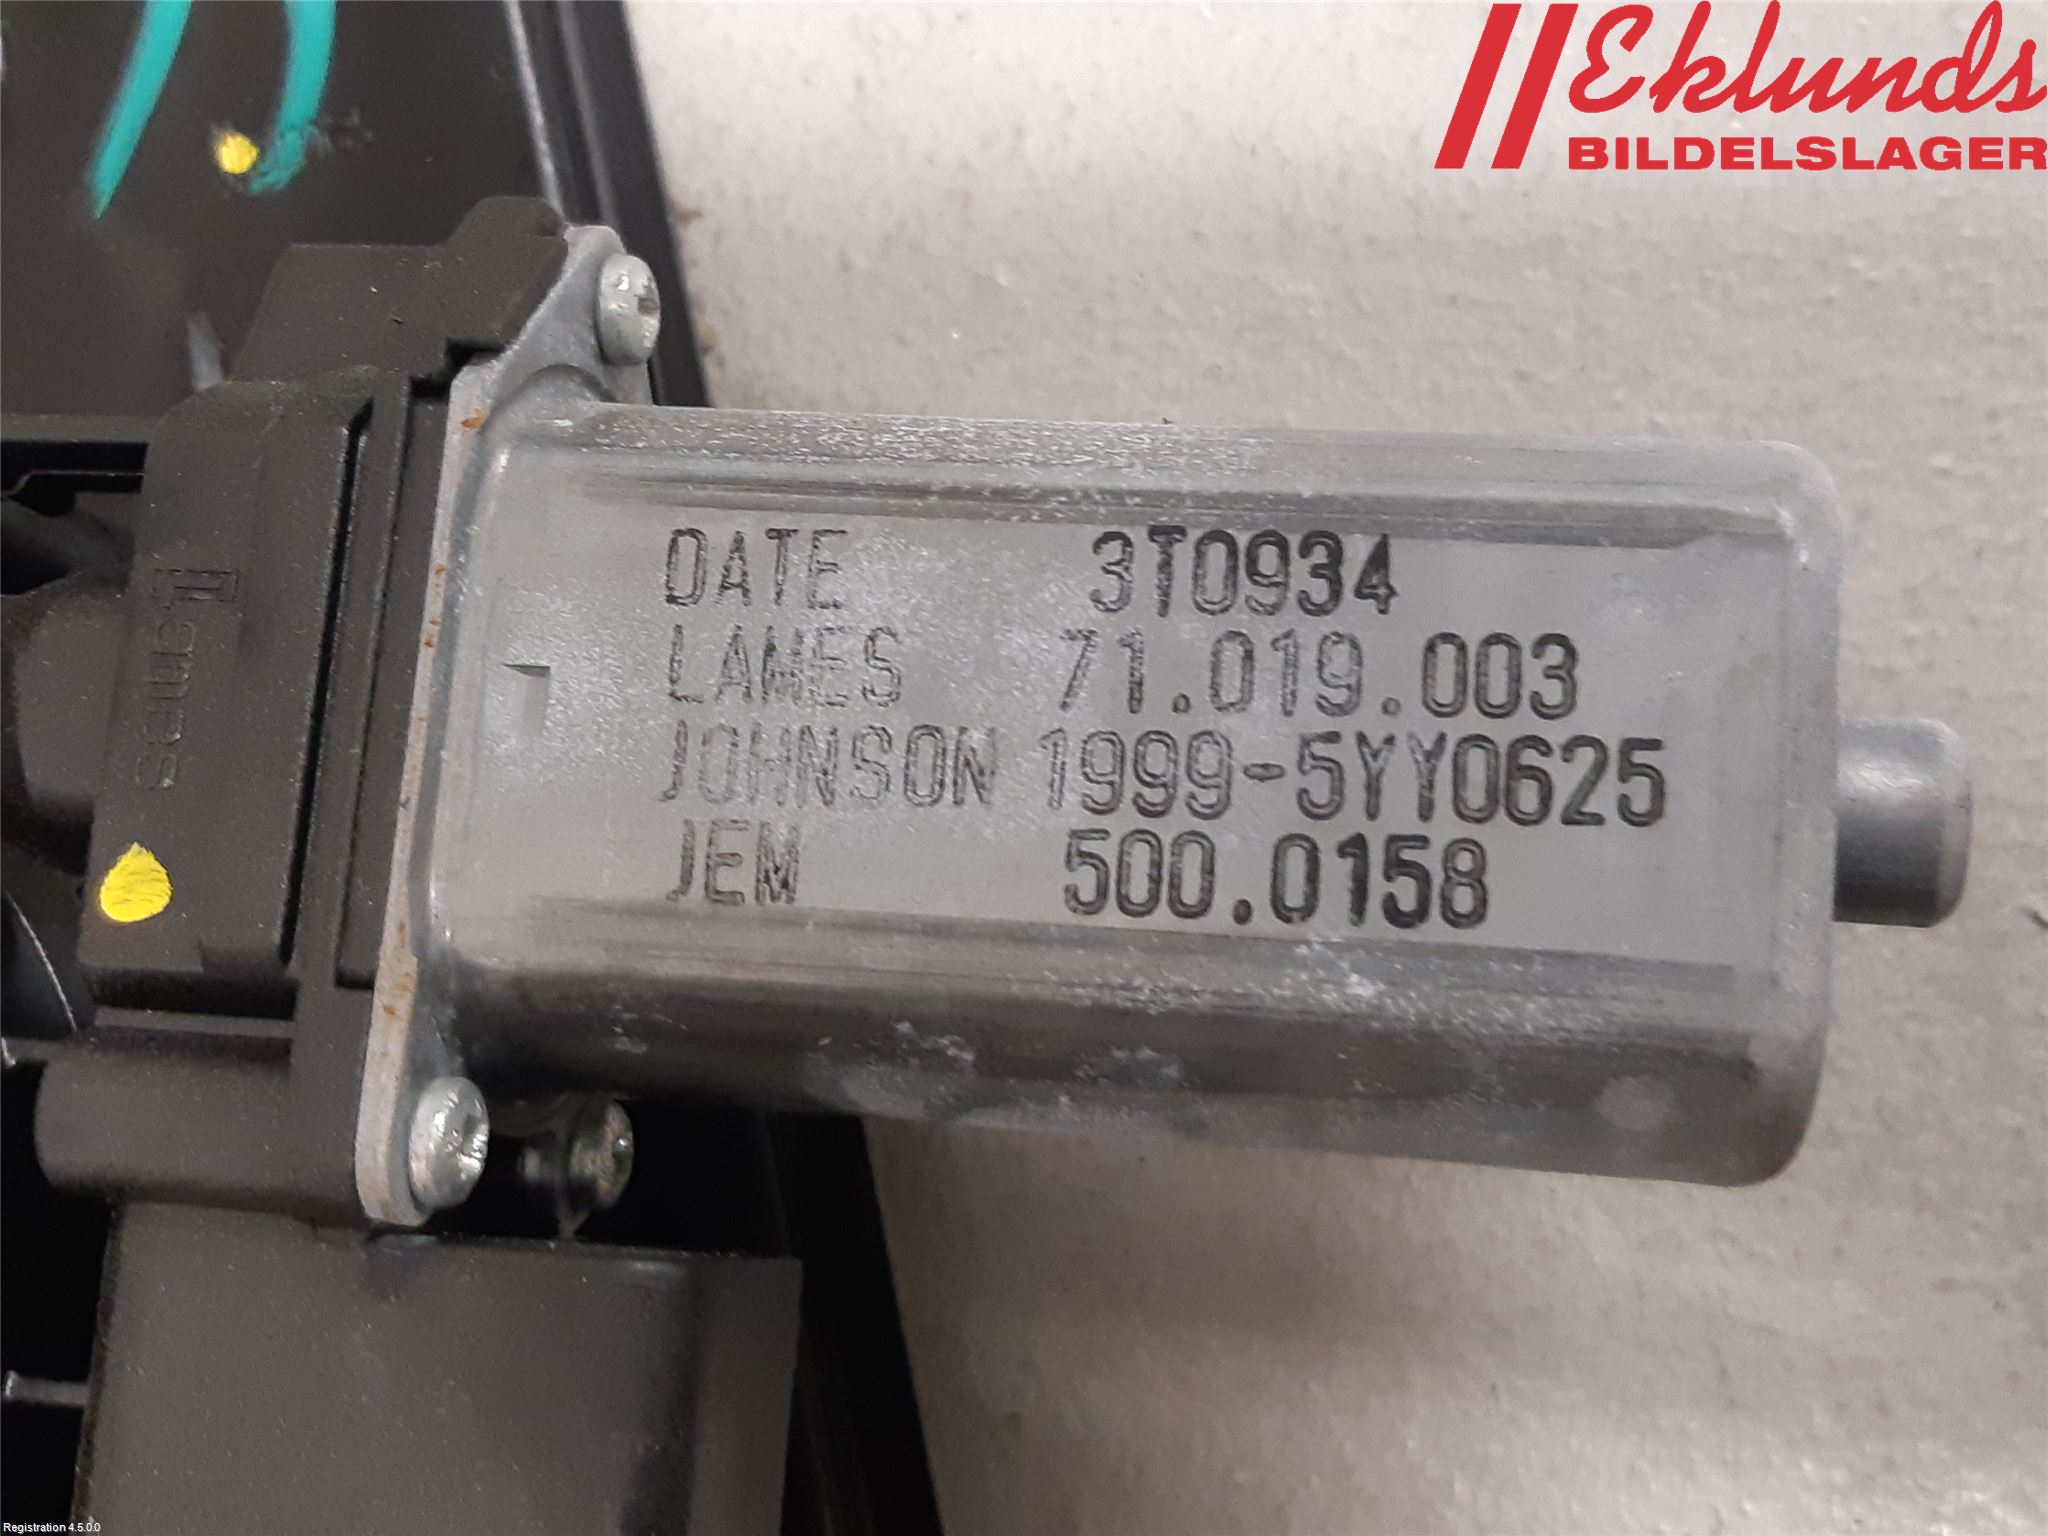 Eklunds
BILDELSLAGER
DATE 3T0934
LAMES 71.019.003
JOHNSON 1999-5YY0625
JEM 500.0158
Lames
Registration 4.5.0.0